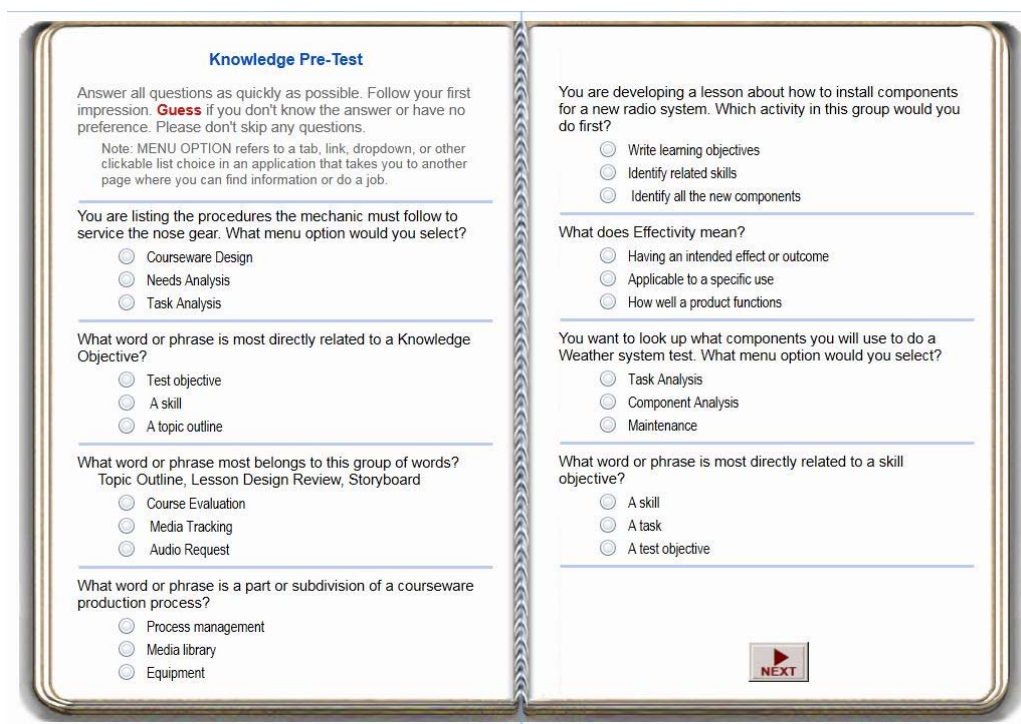 Knowledge Pre-Test
Answer all questions as quickly as possible. Follow your first
impression. Guess if you don't know the answer or have no
preference. Please don't skip any questions.
Note: MENU OPTION refers to a tab, link, dropdown, or other
clickable list choice in an application that takes you to another
page where you can find information or do a job.
You are listing the procedures the mechanic must follow to
service the nose gear. What menu option would you select?
Courseware Design
Needs Analysis
Task Analysis
What word or phrase is most directly related to a Knowledge
Objective?
Test objective
A skill
A topic outline
What word or phrase most belongs to this group of words?
Topic Outline, Lesson Design Review, Storyboard
Course Evaluation
Media Tracking
Audio Request
What word or phrase is a part or subdivision of a courseware
production process?
Process management
Media library
Equipment
You are developing a lesson about how to install components
for a new radio system. Which activity in this group would you
do first?
Write learning objectives
Identify related skills
Identify all the new components
What does Effectivity mean?
Having an intended effect or outcome
Applicable to a specific use
How well a product functions
You want to look up what components you will use to do a
Weather system test. What menu option would you select?
Task Analysis
Component Analysis
Maintenance
What word or phrase is most directly related to a skill
objective?
A skill
A task
A test objective
NEXT